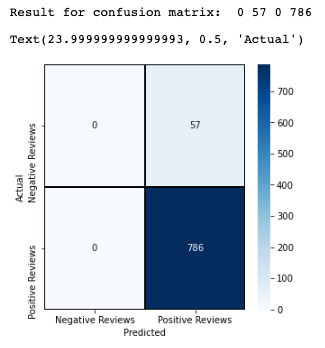 Result for confusion matrix:  0 57 0 786
Text(23.999999999999993, 0.5, 'Actual')
0
57
0
786
Actual
Negative Reviews
Positive Reviews
Negative Reviews
Positive Reviews
Predicted
700
600
500
400
300
200
100
0